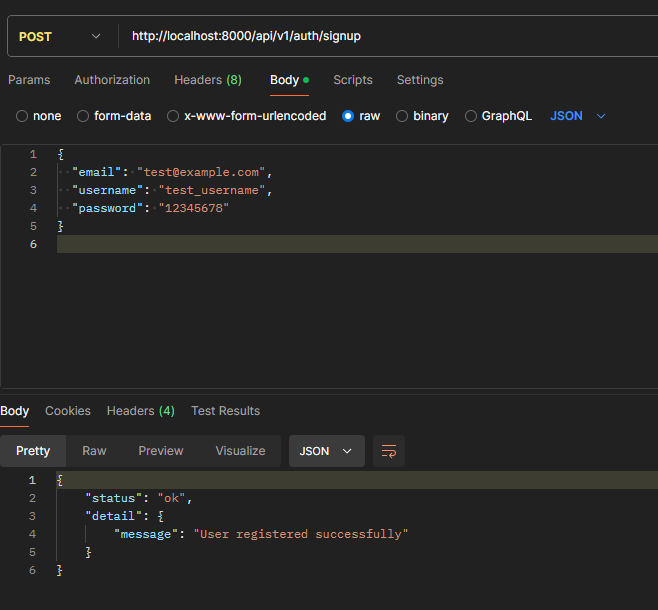 POST http://localhost:8000/api/v1/auth/signup
Params Authorization Headers (8) Body Scripts Settings
none form-data x-www-form-urlencoded raw binary GraphQL JSON
1 {
2 "email": "test@example.com",
3 "username": "test_username",
4 "password": "12345678"
5 }
6
Body Cookies Headers (4) Test Results
Pretty Raw Preview Visualize JSON
1 {
2 "status": "ok",
3 "detail": {
4 "message": "User registered successfully"
5 }
6 }